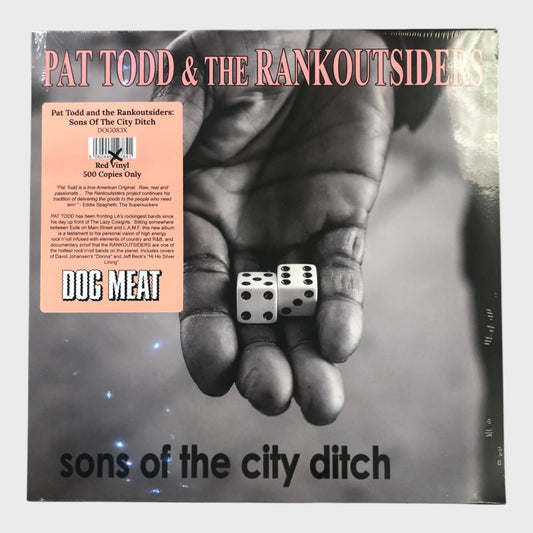 PAT TODD & THE RANKOUTSIDERS
Pat Todd and the Rankoutsiders:
Sons Of The City Ditch
DOG083X
Red Vinyl
500 Copies Only
"Pat Todd is a true American Original. Raw, real and
passionate... The Rankoutsiders project continues his
tradition of delivering the goods to the people who need
'em!" - Eddie Spaghetti, The Supersuckers
PAT TODD has been fronting LA's rockingest bands since
his day up front of The Lazy Cowgirls. Sitting somewhere
between Exile on Main Street and L.A.M.F, this new album
is a testament to his personal vision of high energy
rock'n'roll infused with elements of country and R&B, and
documentary proof that the RANKOUTSIDERS are one of
the hottest rock'n'roll bands on the planet. Includes covers
of David Johansen's "Donna" and Jeff Beck's "Hi Ho Silver
Lining"
DOG MEAT
sons of the city ditch